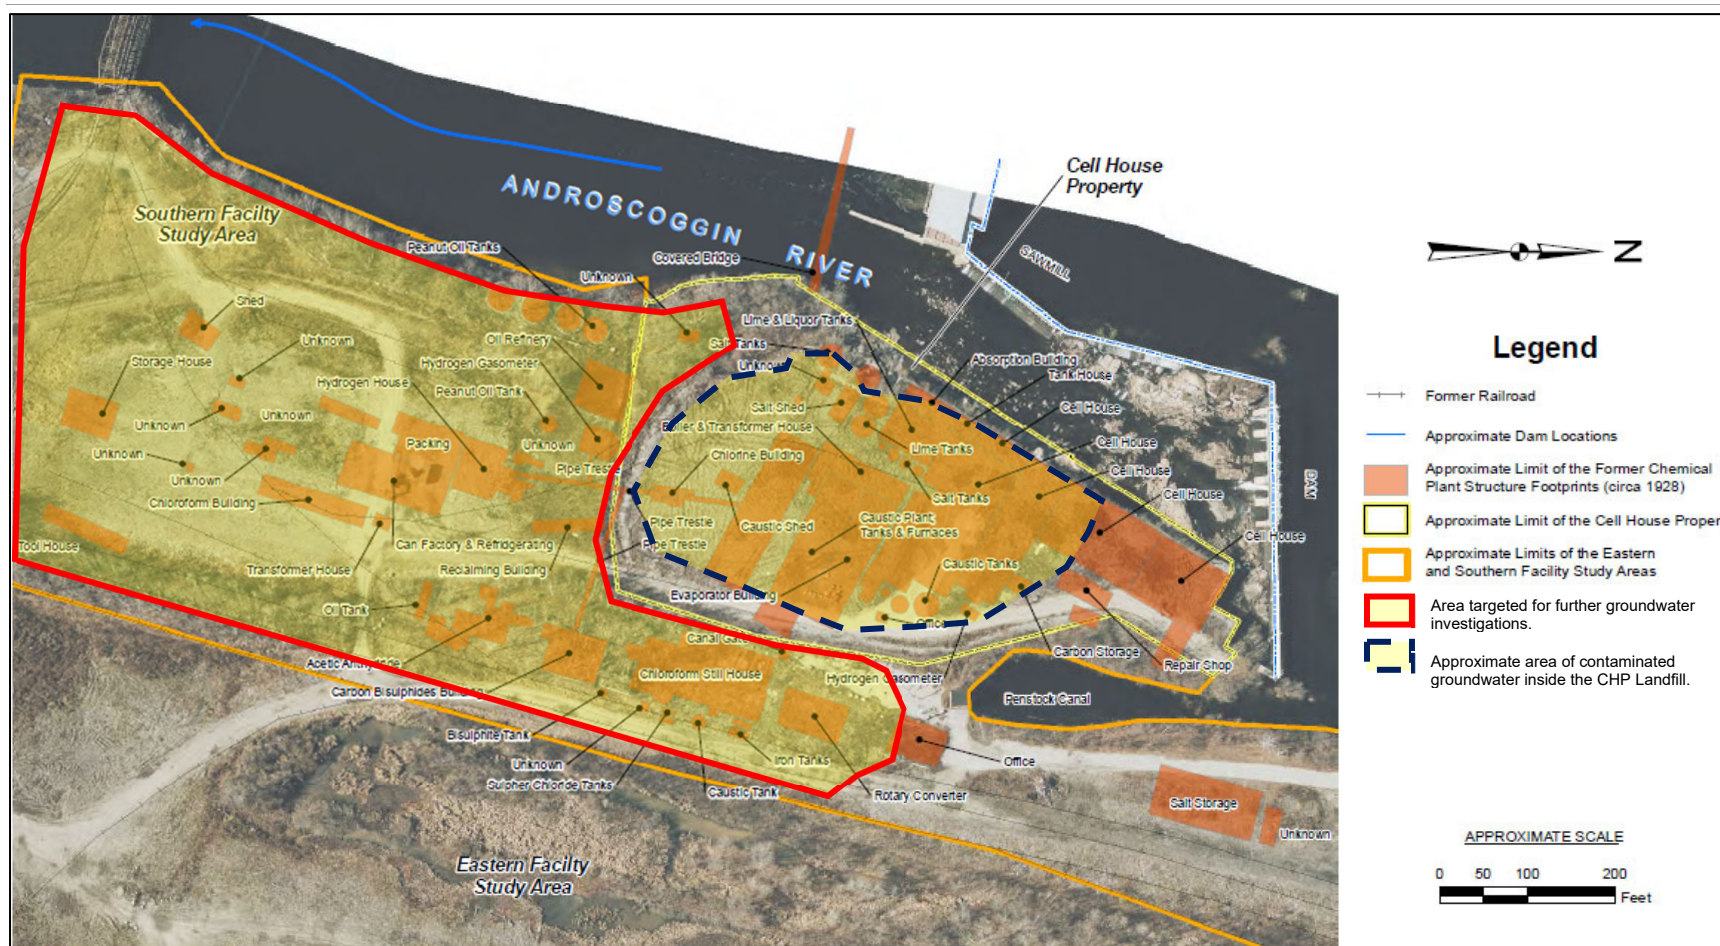 Cell House
Property
ANDROSCOGGIN RIVER
SAWMILL
DAM
Southern Facilty
Study Area
Peanut Oil Tanks
Unknown
Covered Bridge
Lime & Liquor Tanks
Salt Tanks
Unknown
Absorption Building
Tank House
Cell House
Cell House
Cell House
Cell House
Cell House
Shed
Unknown
Storage House
Hydrogen House
Oil Refinery
Hydrogen Gasometer
Peanut Oil Tank
Unknown
Unknown
Unknown
Unknown
Packing
Unknown
Pipe Trestle
Chloroform Building
Tool House
Can Factory & Refridgerating
Transformer House
Reclaiming Building
Salt Shed
Boiler & Transformer House
Lime Tanks
Chlorine Building
Salt Tanks
Pipe Trestle
Caustic Shed
Caustic Plant,
Tanks & Furnaces
Pipe Trestle
Caustic Tanks
Evaporator Building
Office
Oil Tank
Acetic Anhydride
Carbon Bisulphides Building
Chloroform Still House
Hydrogen Gasometer
Carbon Storage
Repair Shop
Penstock Canal
Bisulphite Tank
Unknown
Sulpher Chloride Tanks
Caustic Tank
Iron Tanks
Rotary Converter
Office
Salt Storage
Unknown
Eastern Facilty
Study Area
N
Legend
Former Railroad
Approximate Dam Locations
Approximate Limit of the Former Chemical
Plant Structure Footprints (circa 1928)
Approximate Limit of the Cell House Proper
Approximate Limits of the Eastern
and Southern Facility Study Areas
Area targeted for further groundwater
investigations.
Approximate area of contaminated
groundwater inside the CHP Landfill.
APPROXIMATE SCALE
0 50 100 200
Feet